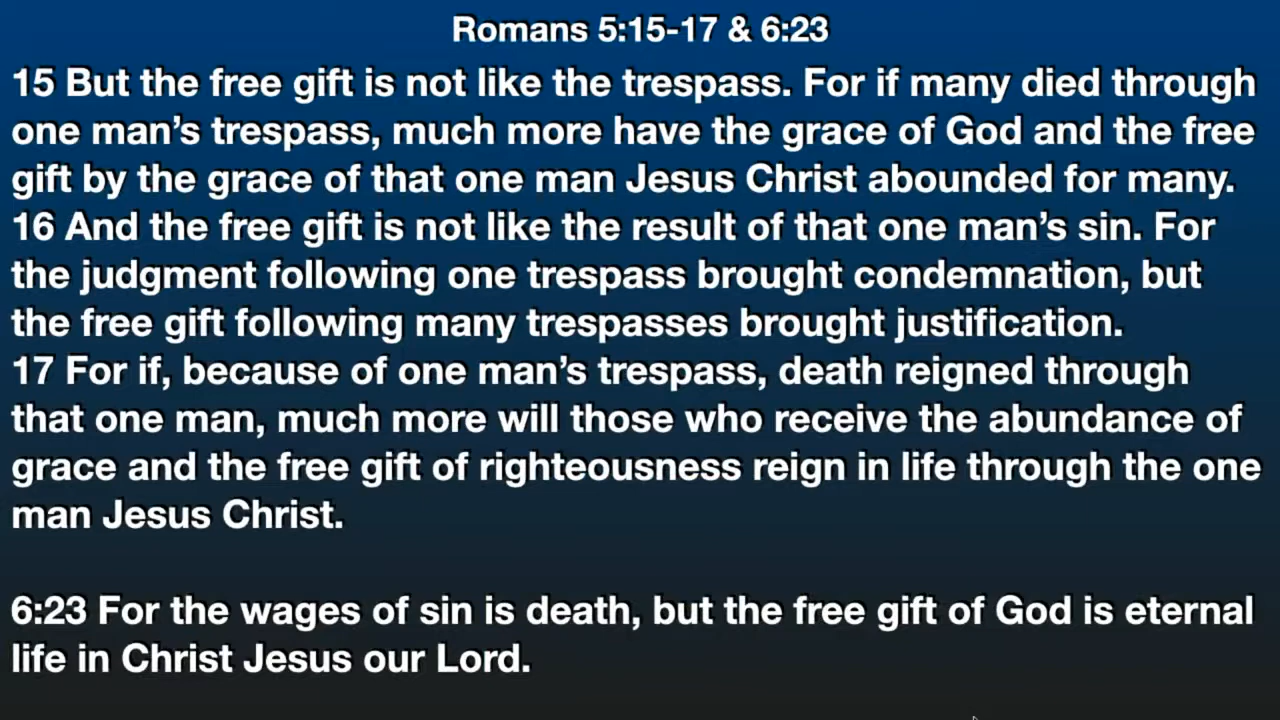 Romans 5:15-17 & 6:23
15 But the free gift is not like the trespass. For if many died through
one man’s trespass, much more have the grace of God and the free
gift by the grace of that one man Jesus Christ abounded for many.
16 And the free gift is not like the result of that one man’s sin. For
the judgment following one trespass brought condemnation, but
the free gift following many trespasses brought justification.
17 For if, because of one man’s trespass, death reigned through
that one man, much more will those who receive the abundance of
grace and the free gift of righteousness reign in life through the one
man Jesus Christ.
6:23 For the wages of sin is death, but the free gift of God is eternal
life in Christ Jesus our Lord.